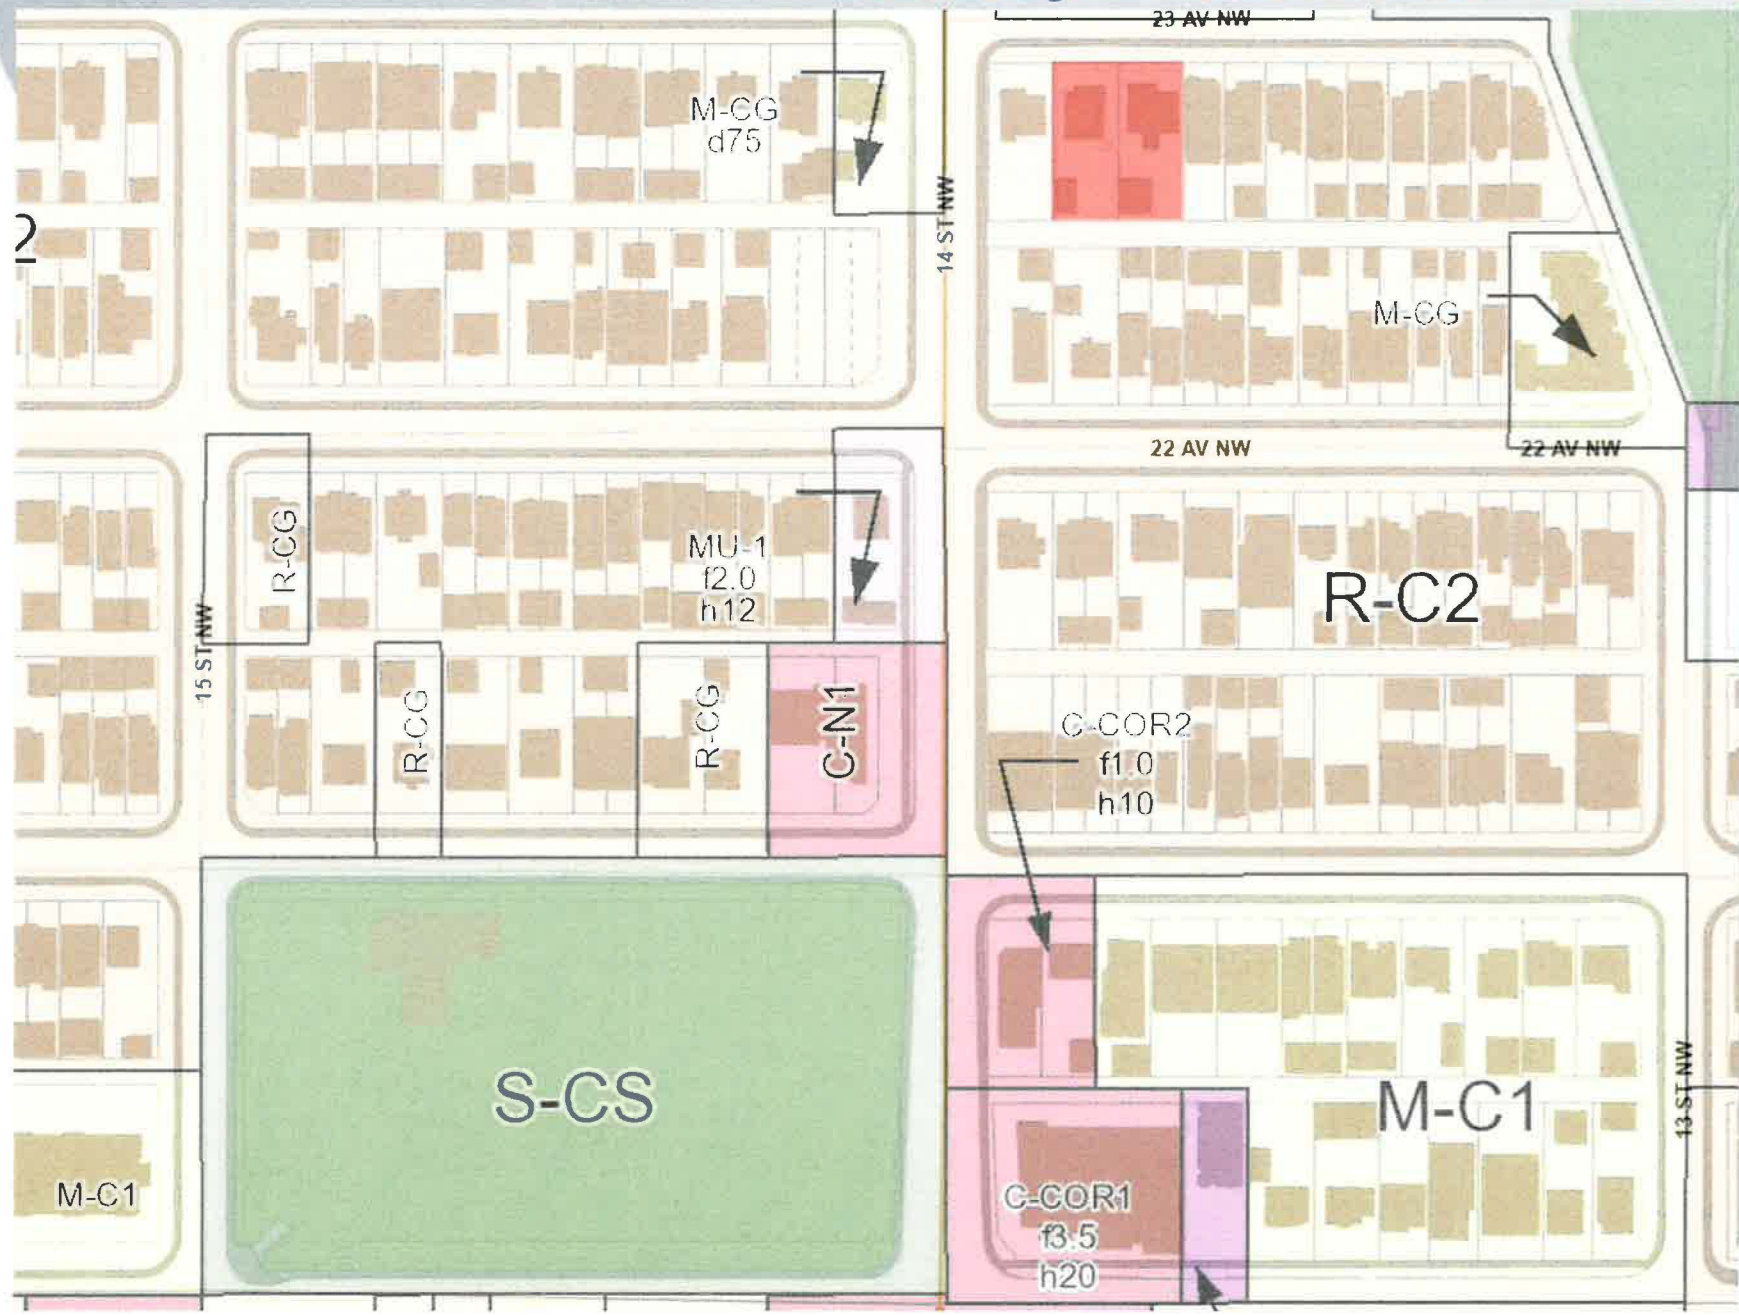 23 AV NW
M-CG
d75
14 ST NW
2
M-CG
22 AV NW
22 AV NW
R-CG
MU-1
f2.0
h12
R-C2
15 ST NW
R-CG
R-CG
C-N1
C-COR2
f1.0
h10
S-CS
M-C1
13 ST NW
M-C1
C-COR1
f3.5
h20